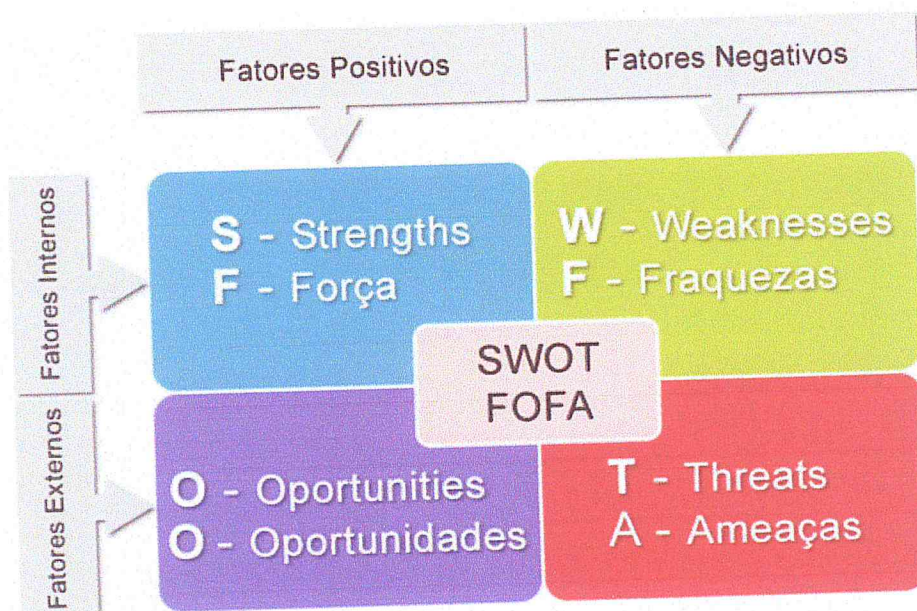 Fatores Positivos
Fatores Negativos
Fatores Internos
S - Strengths
F - Força
W - Weaknesses
F - Fraquezas
SWOT
FOFA
Fatores Externos
O - Oportunities
O - Oportunidades
T - Threats
A - Ameaças